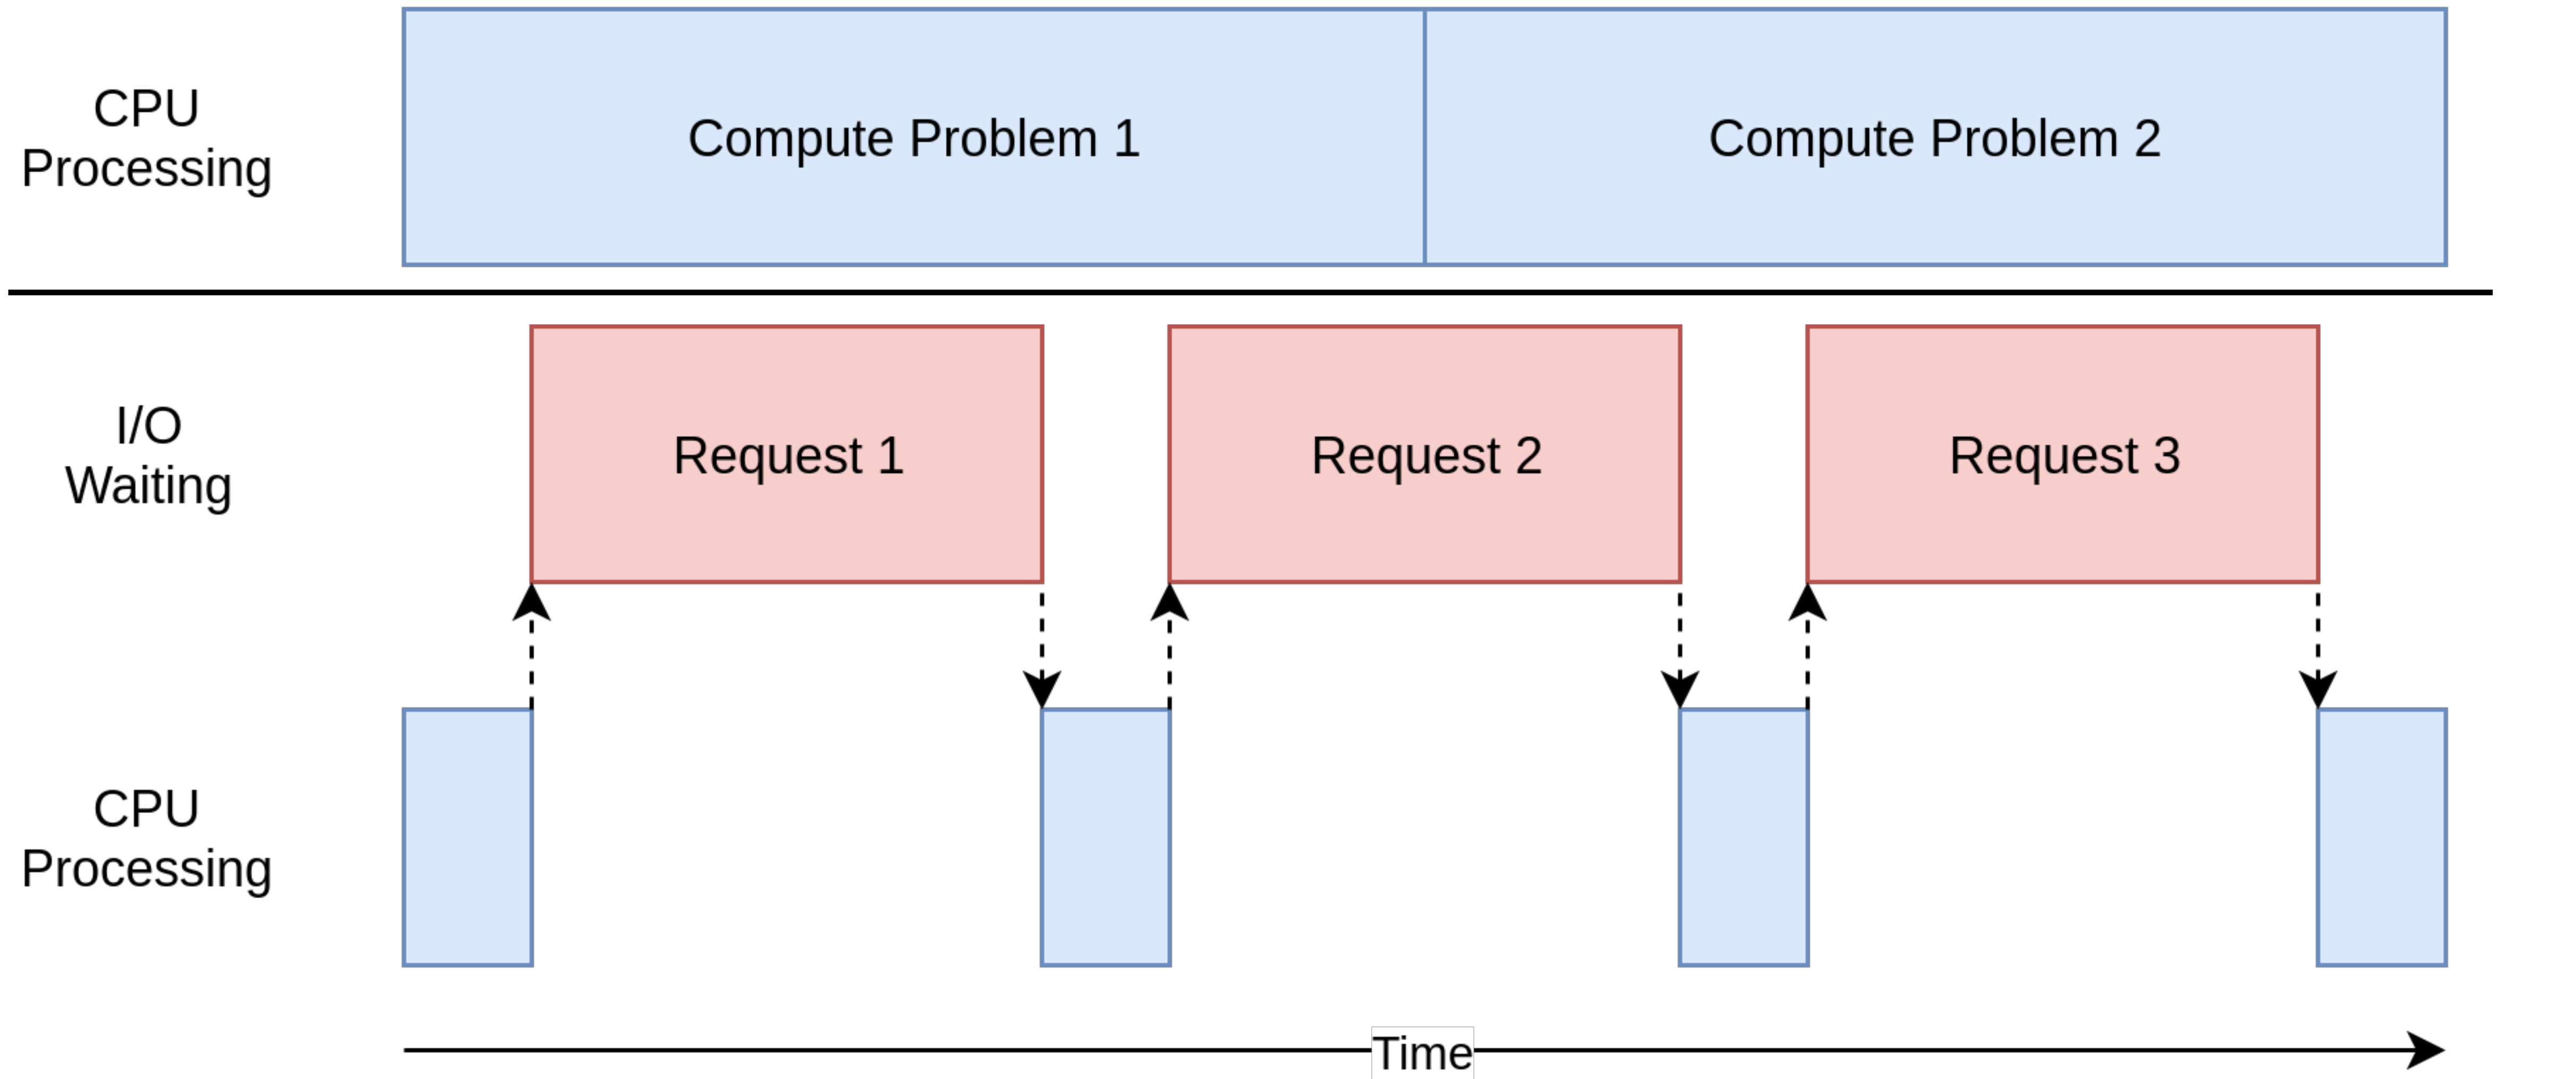 CPU
Processing
Compute Problem 1
Compute Problem 2
I/O
Waiting
Request 1
Request 2
Request 3
CPU
Processing
Time